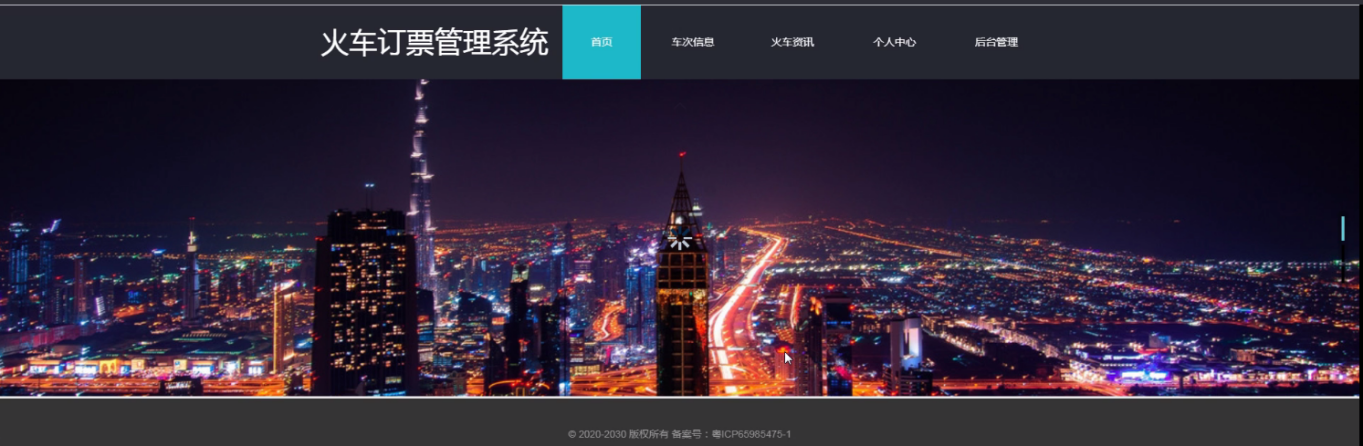 火车订票管理系统
首页
车次信息
火车资讯
个人中心
后台管理
© 2020-2030 版权所有 备案号：粤ICP65985475-1